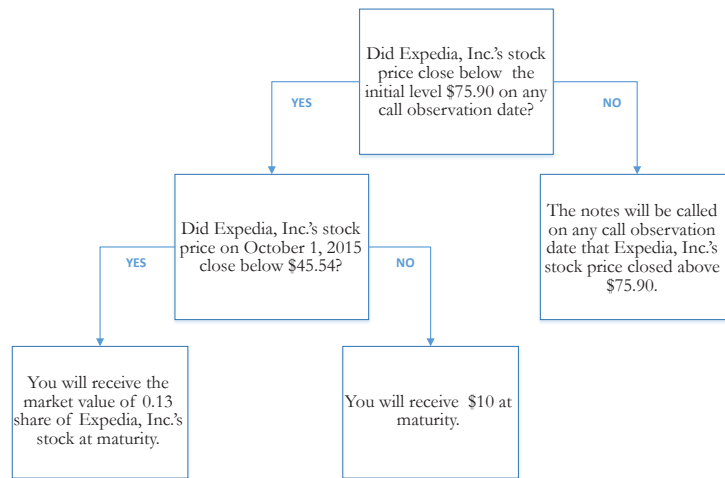 Did Expedia, Inc.'s stock
price close below the
initial level $75.90 on any
call observation date?
YES
NO
Did Expedia, Inc.'s stock
price on October 1, 2015
close below $45.54?
The notes will be called
on any call observation
date that Expedia, Inc.'s
stock price closed above
$75.90.
YES
NO
You will receive the
market value of 0.13
share of Expedia, Inc.'s
stock at maturity.
You will receive $10 at
maturity.